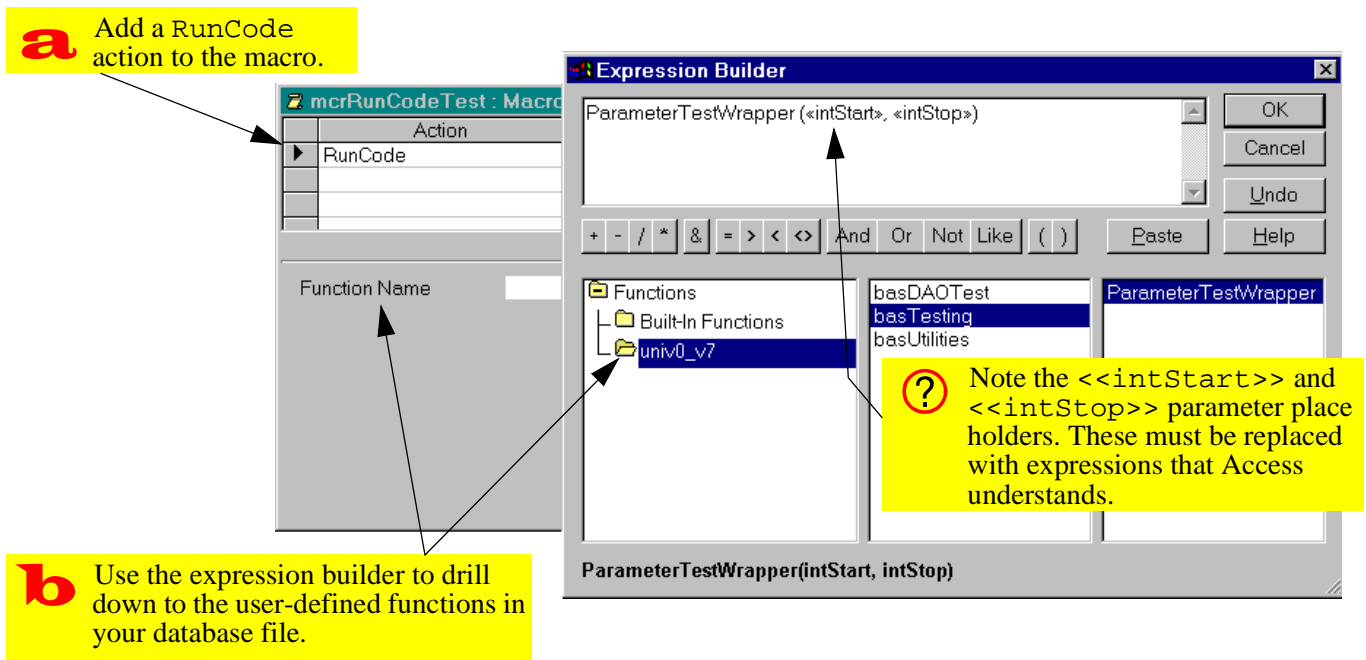 a Add a RunCode
action to the macro.
mcrRunCodeTest : Macro
Action
RunCode
Function Name
Expression Builder
ParameterTestWrapper («intStart», «intStop»)
OK
Cancel
Undo
+ - / * & = > < <> And Or Not Like ( ) Paste Help
Functions
Built-In Functions
univ0_v7
basDAOTest
basTesting
basUtilities
ParameterTestWrapper
? Note the <<intStart>> and
<<intStop>> parameter place
holders. These must be replaced
with expressions that Access
understands.
ParameterTestWrapper(intStart, intStop)
b Use the expression builder to drill
down to the user-defined functions in
your database file.